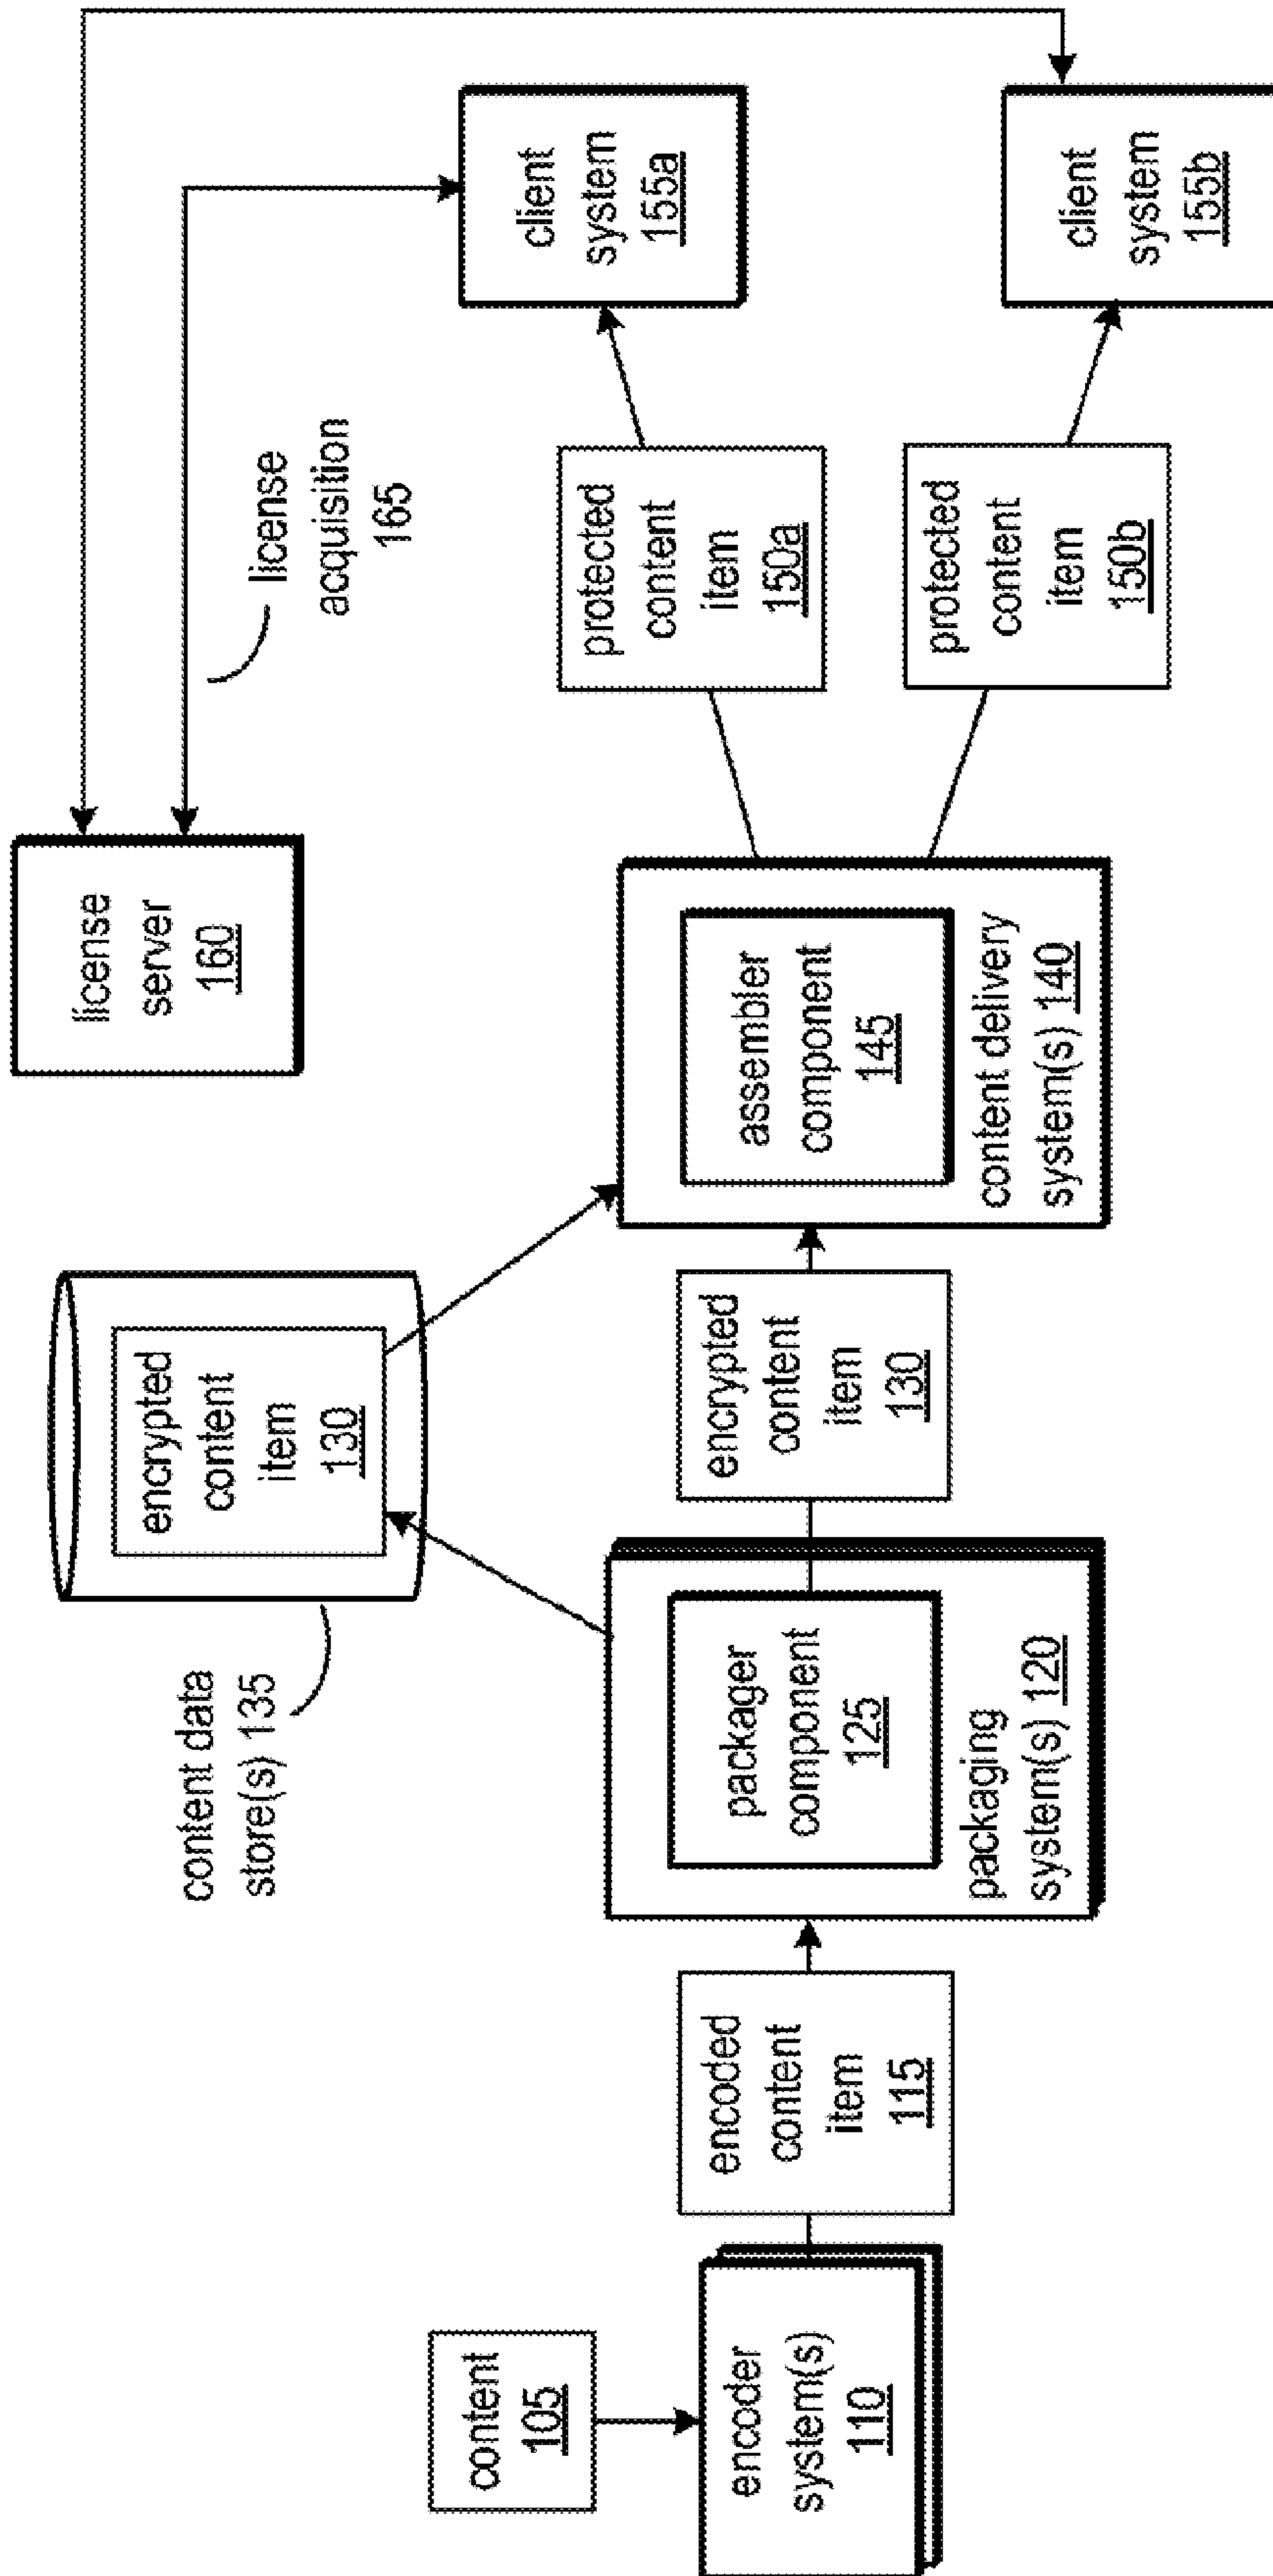 content
105
encoder
system(s)
110
encoded
content
item
115
packager
component
125
packaging
system(s) 120
content data
store(s) 135
encrypted
content
item
130
encrypted
content
item
130
assembler
component
145
content delivery
system(s) 140
license
server
160
license
acquisition
165
protected
content
item
150a
protected
content
item
150b
client
system
155a
client
system
155b